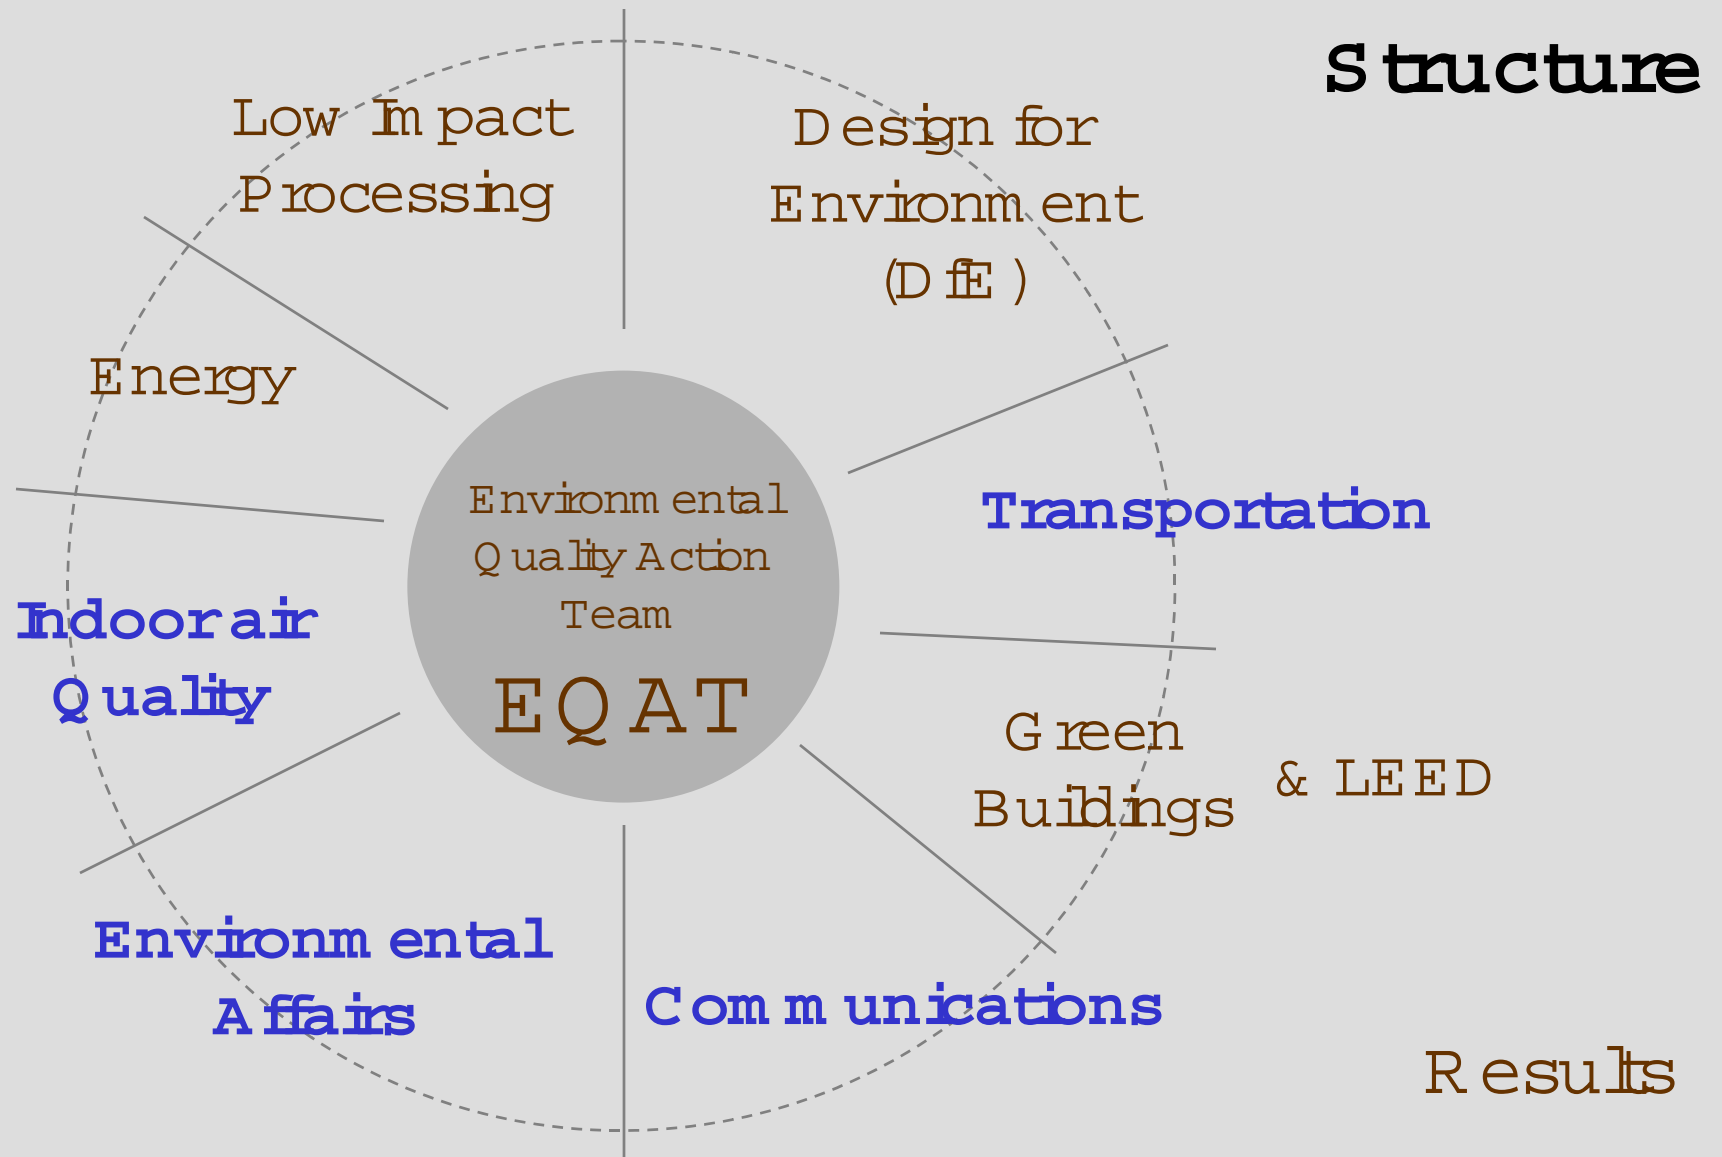 Structure
Low Impact
Processing
Design for
Environment
(DfE)
Energy
Environmental
Quality Action
Team
EQAT
Transportation
Indoor air
Quality
Green
Buildings
& LEED
Environmental
Affairs
Communications
Results